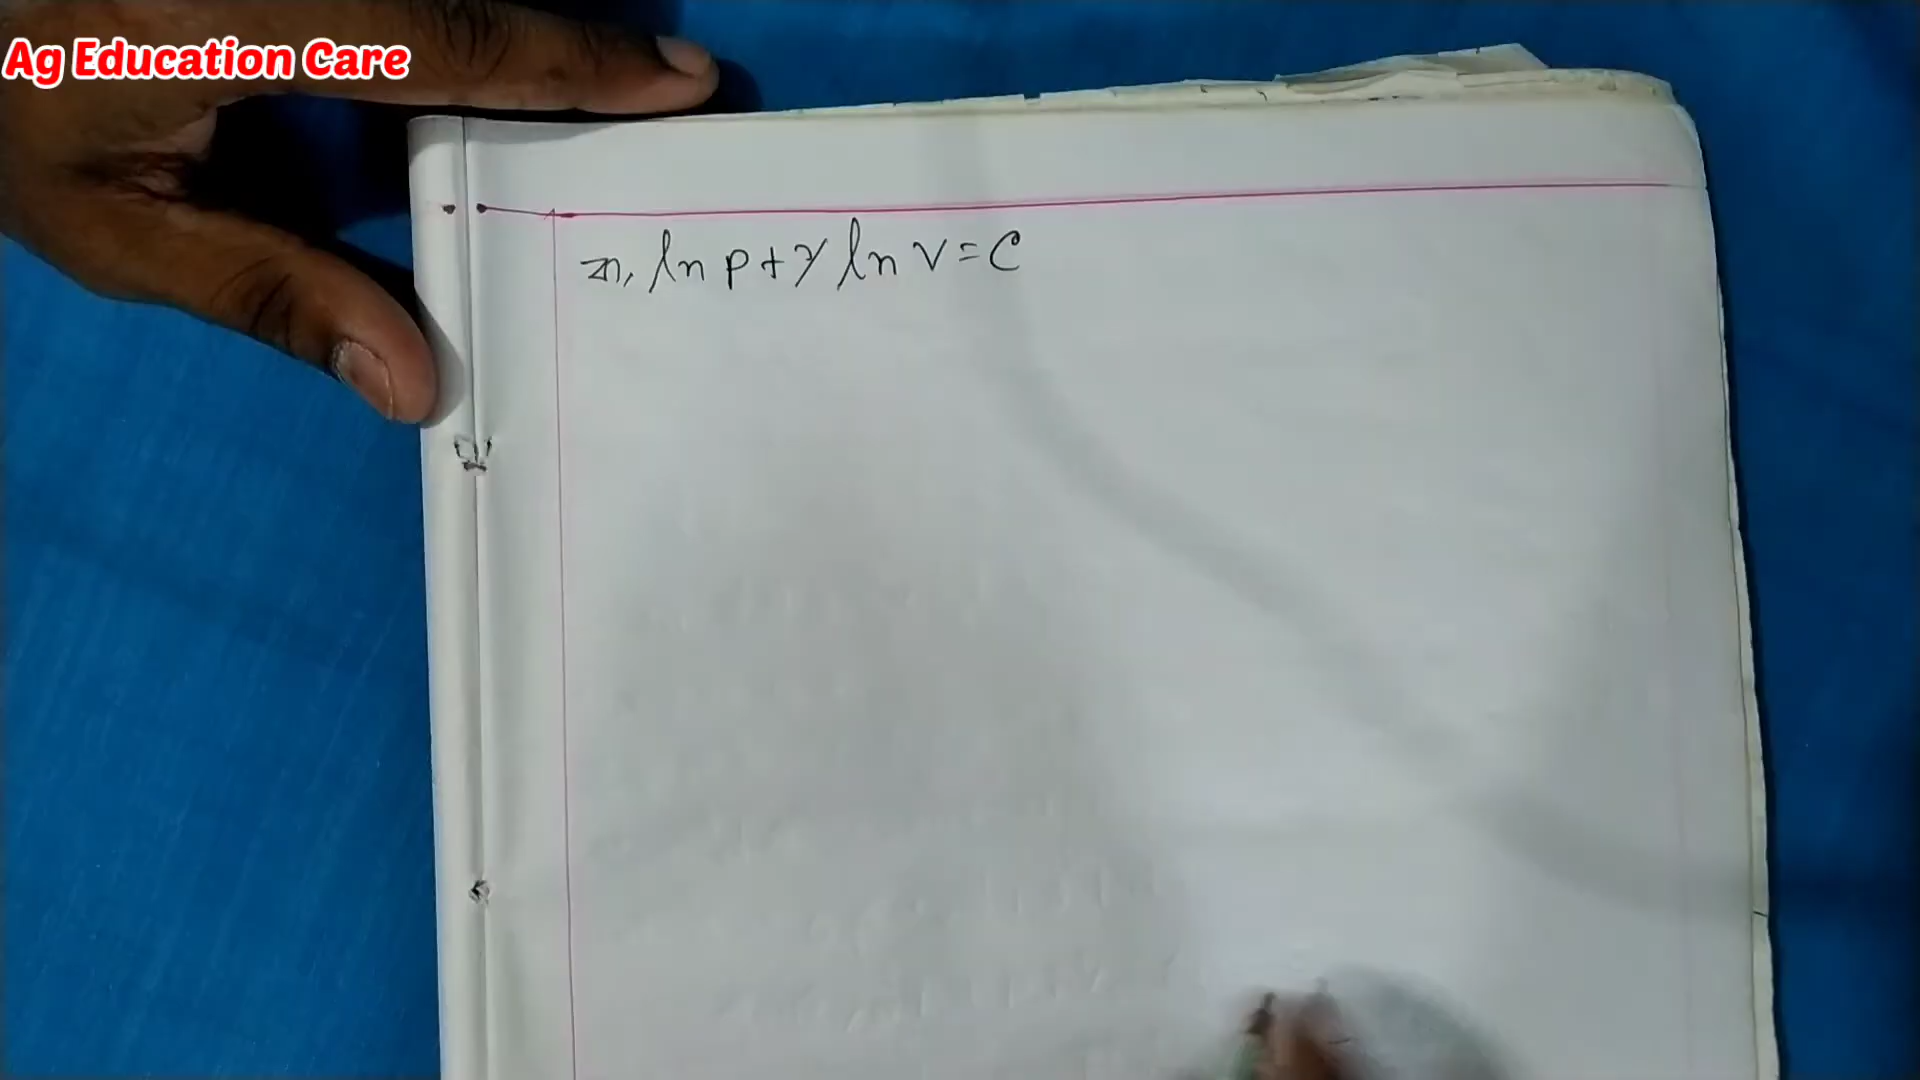 Ag Education Care
বা, ln P + γ ln V = C